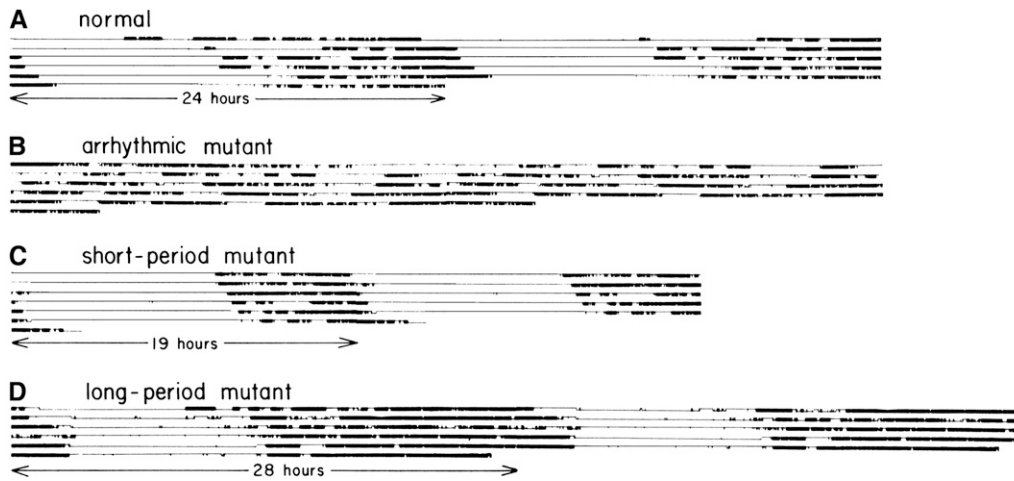 A normal
24 hours
B arrhythmic mutant
C short-period mutant
19 hours
D long-period mutant
28 hours